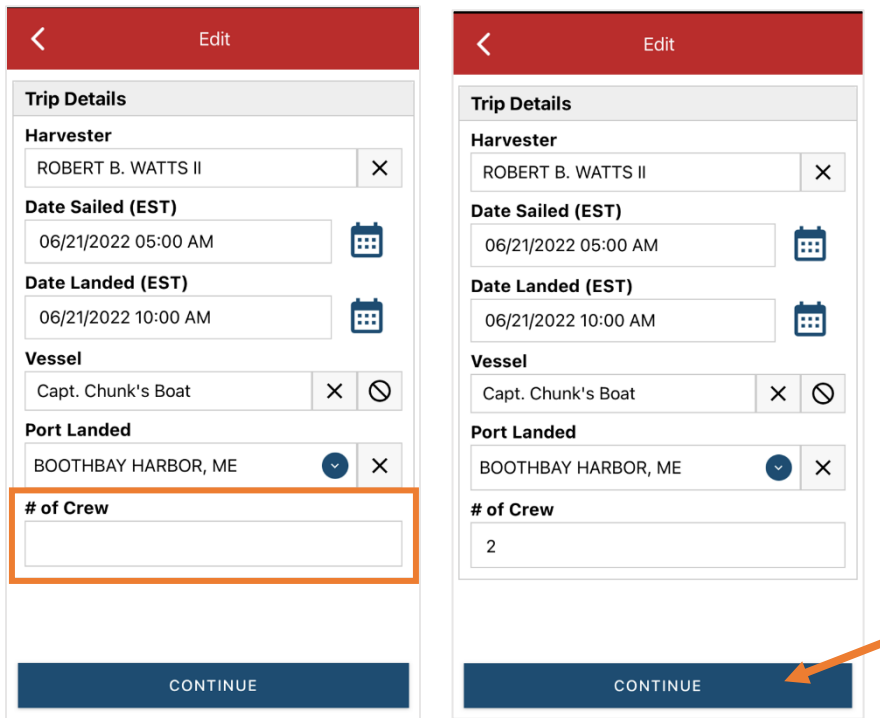 Edit
Trip Details
Harvester
ROBERT B. WATTS II
Date Sailed (EST)
06/21/2022 05:00 AM
Date Landed (EST)
06/21/2022 10:00 AM
Vessel
Capt. Chunk's Boat
Port Landed
BOOTHBAY HARBOR, ME
# of Crew
CONTINUE
Edit
Trip Details
Harvester
ROBERT B. WATTS II
Date Sailed (EST)
06/21/2022 05:00 AM
Date Landed (EST)
06/21/2022 10:00 AM
Vessel
Capt. Chunk's Boat
Port Landed
BOOTHBAY HARBOR, ME
# of Crew
2
CONTINUE